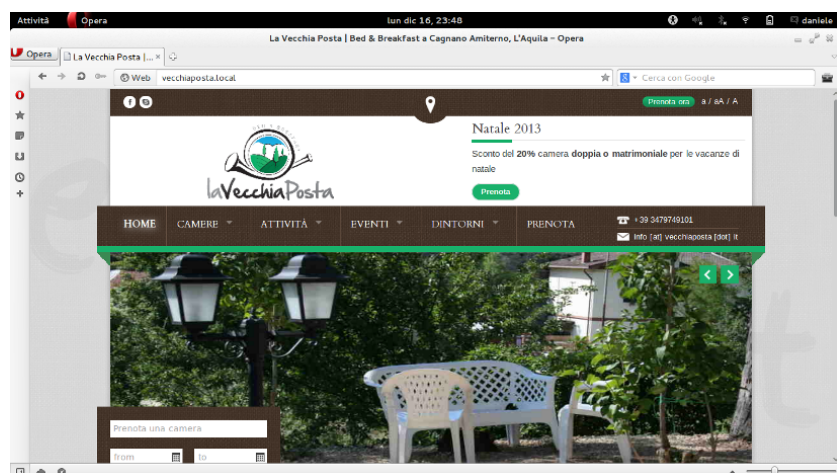 Attività Opera lun dic 16, 23:48 daniele
La Vecchia Posta | Bed & Breakfast a Cagnano Amiterno, L'Aquila – Opera
Opera La Vecchia Posta |...
Web vecchiaposta.local Cerca con Google
Prenota ora a / aA / A
Natale 2013
Sconto del 20% camera doppia o matrimoniale per le vacanze di
natale
Prenota
laVecchiaPosta
HOME CAMERE ATTIVITÀ EVENTI DINTORNI PRENOTA
+39 3479749101
Info [at] vecchiaposta [dot] it
Prenota una camera
from to